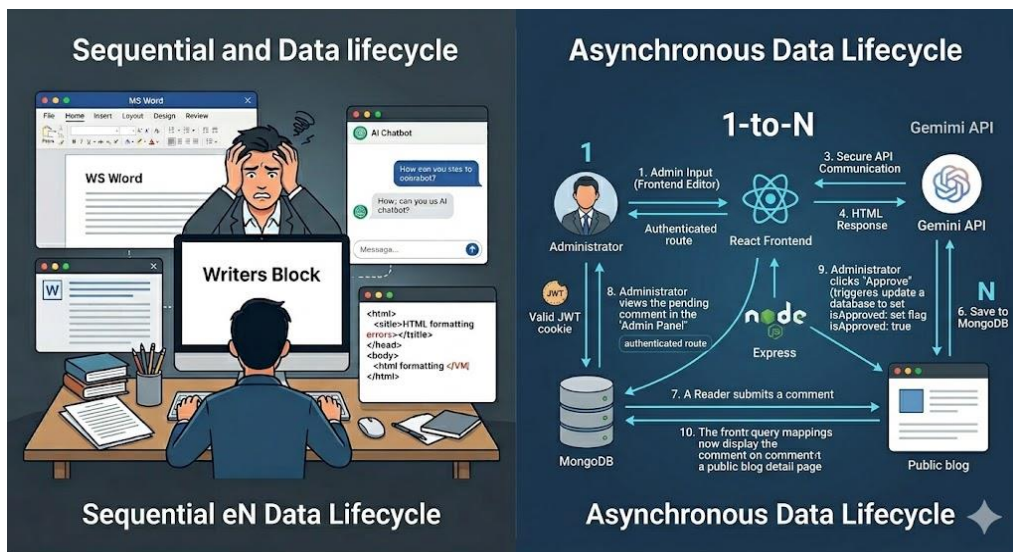 Sequential and Data lifecycle
MS Word
File Home Insert Layout Design Review
WS Word
AI Chatbot
How can you stes to
oosrabot?
How; can you us AI
chatbot?
Messaga...
Writers Block
W
<html>
<sitle>HTML formatting
errors></tsitle>
</head>
<body>
<html formatting </VM|
</html>
Sequential eN Data Lifecycle
Asynchronous Data Lifecycle
1-to-N
Gemimi API
1
1. Admin Input
(Frontend Editor)
3. Secure API
Communication
Administrator
Authenticated
route
React Frontend
4. HTML
Response
Gemini API
JWT
Valid JWT
cookie
8. Administrator
views the pending
comment in the
"Admin Panel"
authenticated route
node
JS
Express
9. Administrator
clicks "Approve"
(triggeres update a
database to set
isApproved: set flag
isApproved: true
N
6. Save to
MongoDB
7. A Reader submits a comment
10. The frontt query mappings
now display the
comment on comment:1
a public blog detail page
MongoDB
Public blog
Asynchronous Data Lifecycle